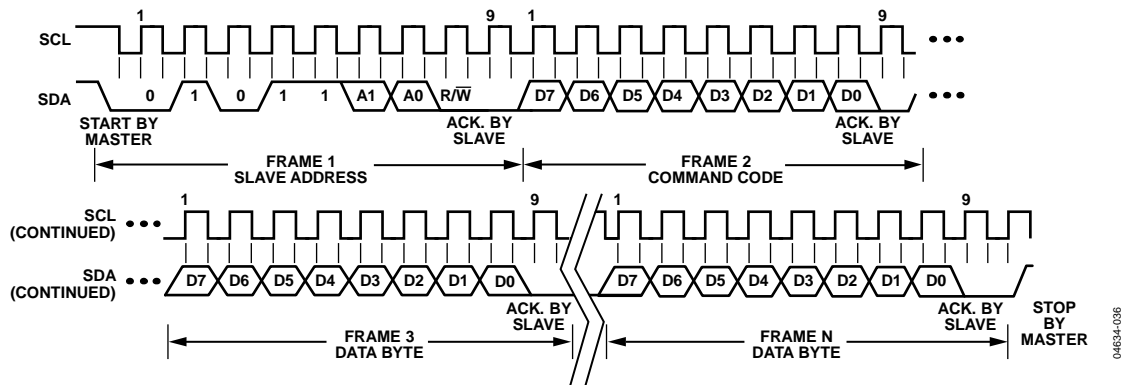 1 9 1 9
SCL
SDA 0 1 0 1 1 A1 A0 R/W̅ D7 D6 D5 D4 D3 D2 D1 D0
START BY MASTER
ACK. BY SLAVE
ACK. BY SLAVE
FRAME 1
SLAVE ADDRESS
FRAME 2
COMMAND CODE
1 9 1 9
SCL
(CONTINUED)
SDA
(CONTINUED)
D7 D6 D5 D4 D3 D2 D1 D0 D7 D6 D5 D4 D3 D2 D1 D0
ACK. BY
SLAVE
ACK. BY
SLAVE
STOP
BY
MASTER
FRAME 3
DATA BYTE
FRAME N
DATA BYTE
04634-036